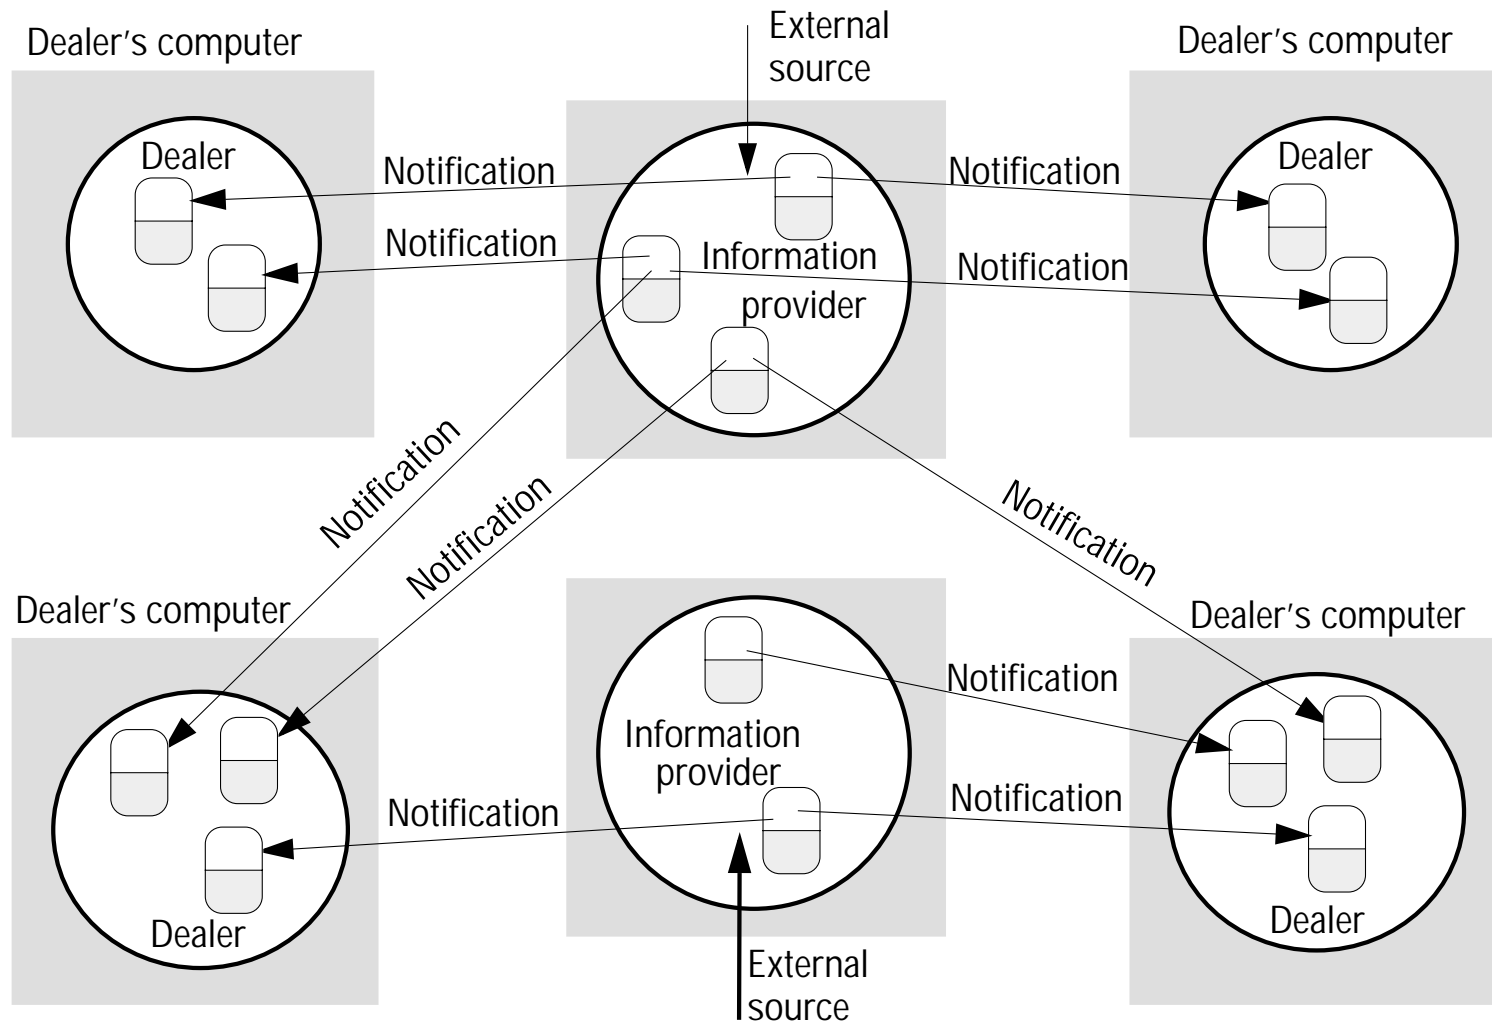 Dealer's computer
External
source
Dealer's computer
Dealer
Notification
Notification
Dealer
Notification
Information
provider
Notification
Notification
Notification
Notification
Dealer's computer
Dealer's computer
Notification
Information
provider
Notification
Notification
Dealer
Dealer
External
source